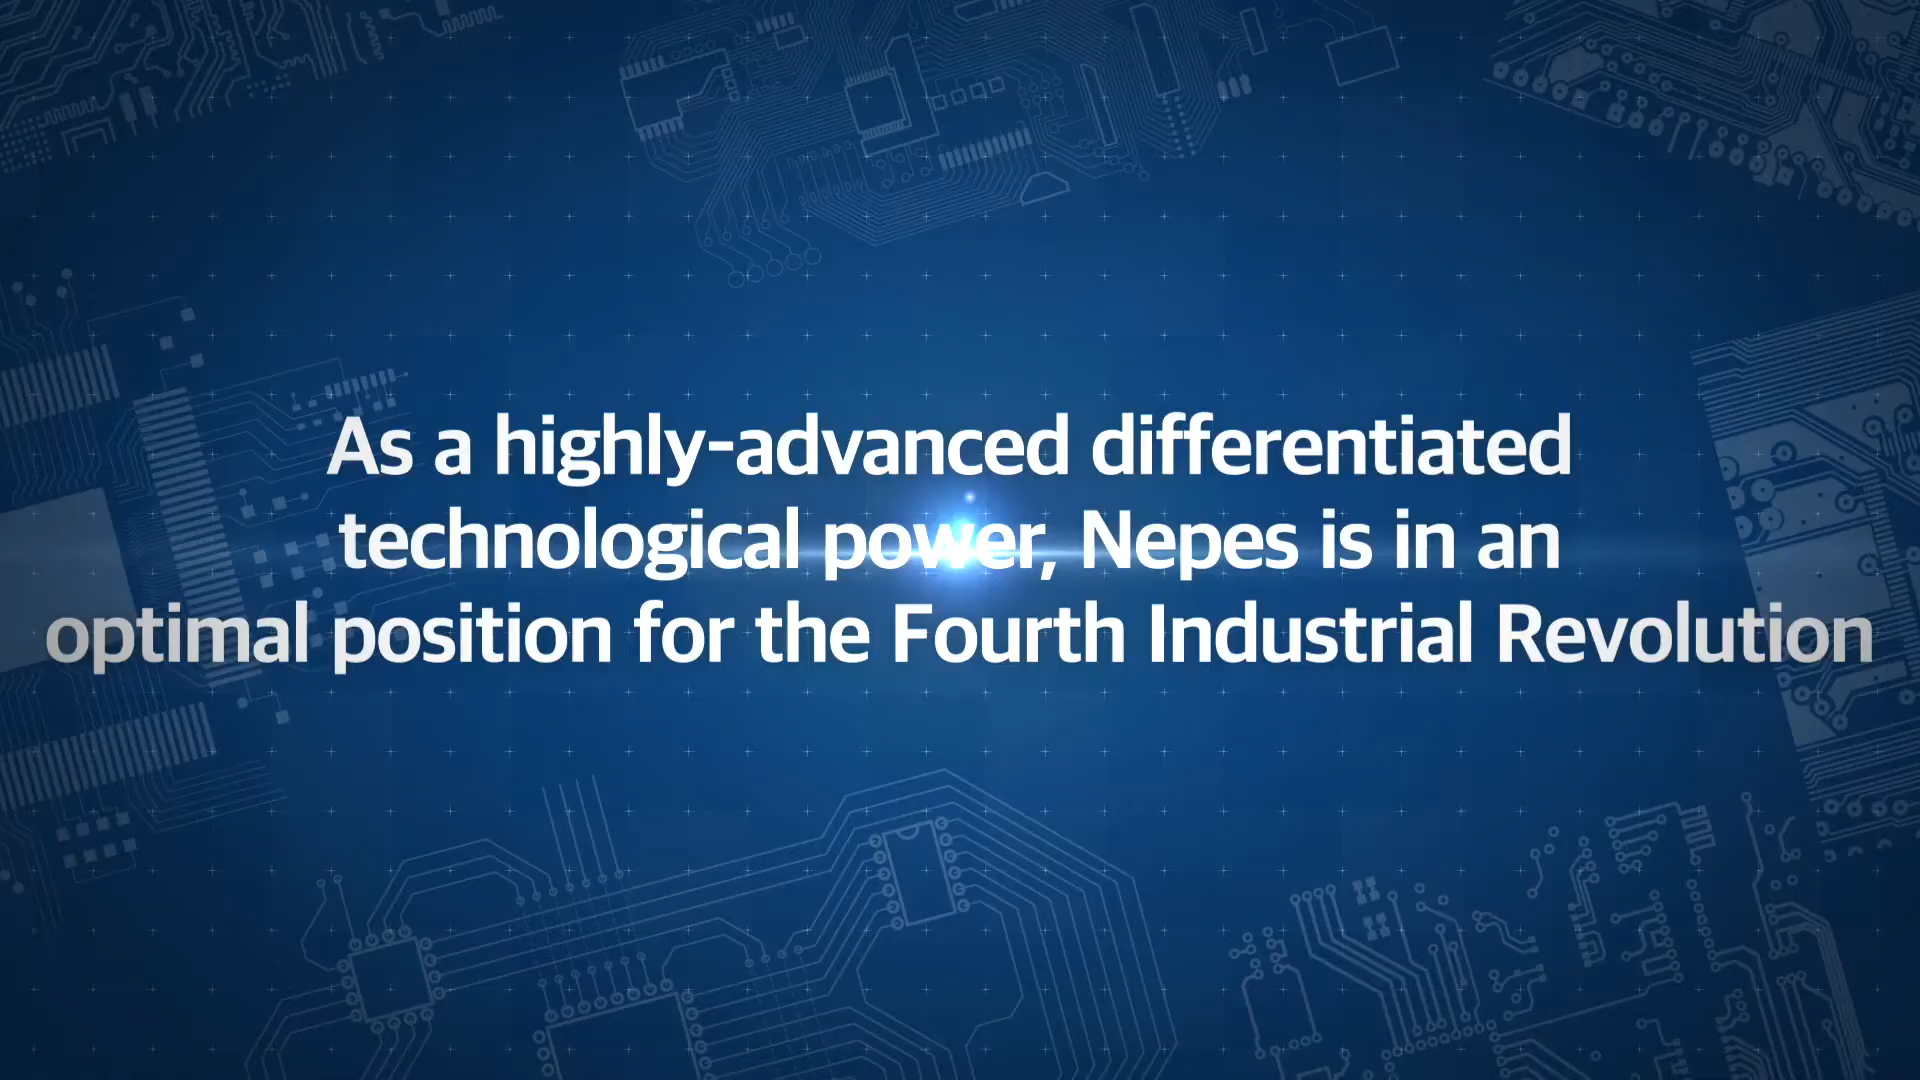 As a highly-advanced differentiated
technological power, Nepes is in an
optimal position for the Fourth Industrial Revolution